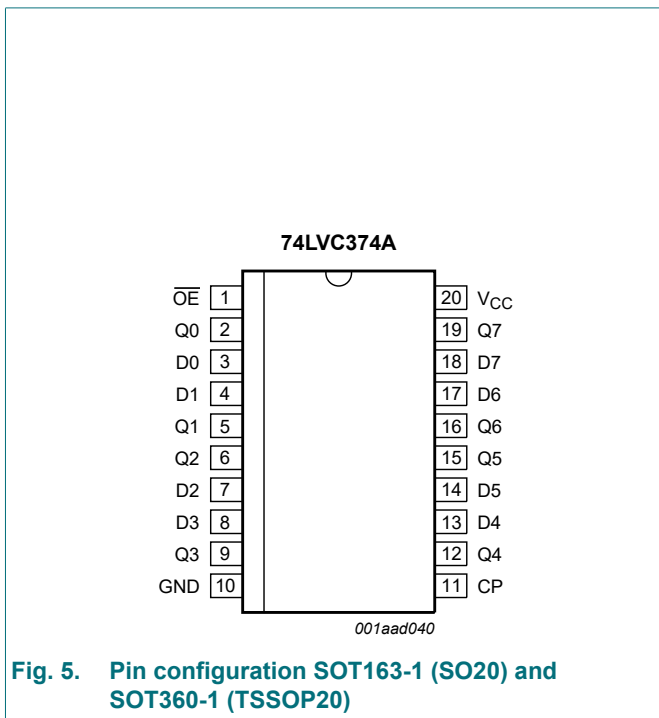 74LVC374A
OE 1 20 VCC
Q0 2 19 Q7
D0 3 18 D7
D1 4 17 D6
Q1 5 16 Q6
Q2 6 15 Q5
D2 7 14 D5
D3 8 13 D4
Q3 9 12 Q4
GND 10 11 CP
001aad040
Fig. 5. Pin configuration SOT163-1 (SO20) and
SOT360-1 (TSSOP20)